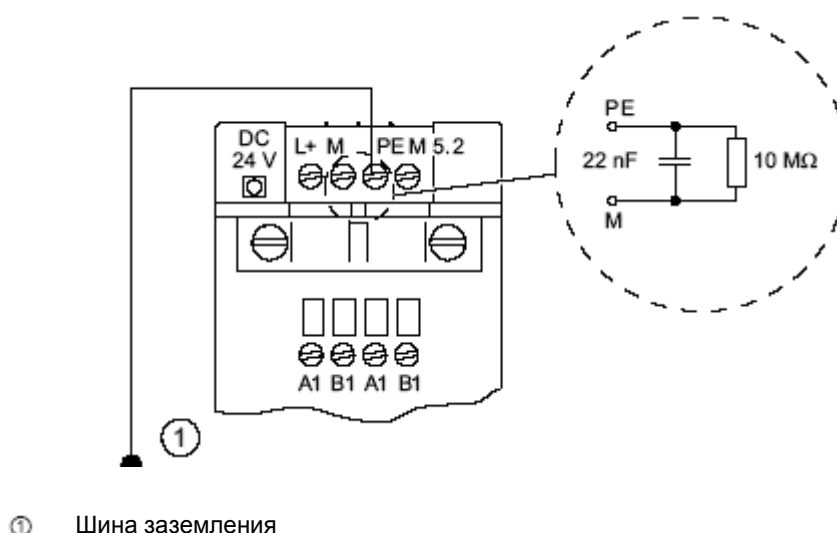 PE
22 nF
10 MΩ
M
DC
24 V
L+ M PE M 5.2
A1 B1 A1 B1
1
① Шина заземления